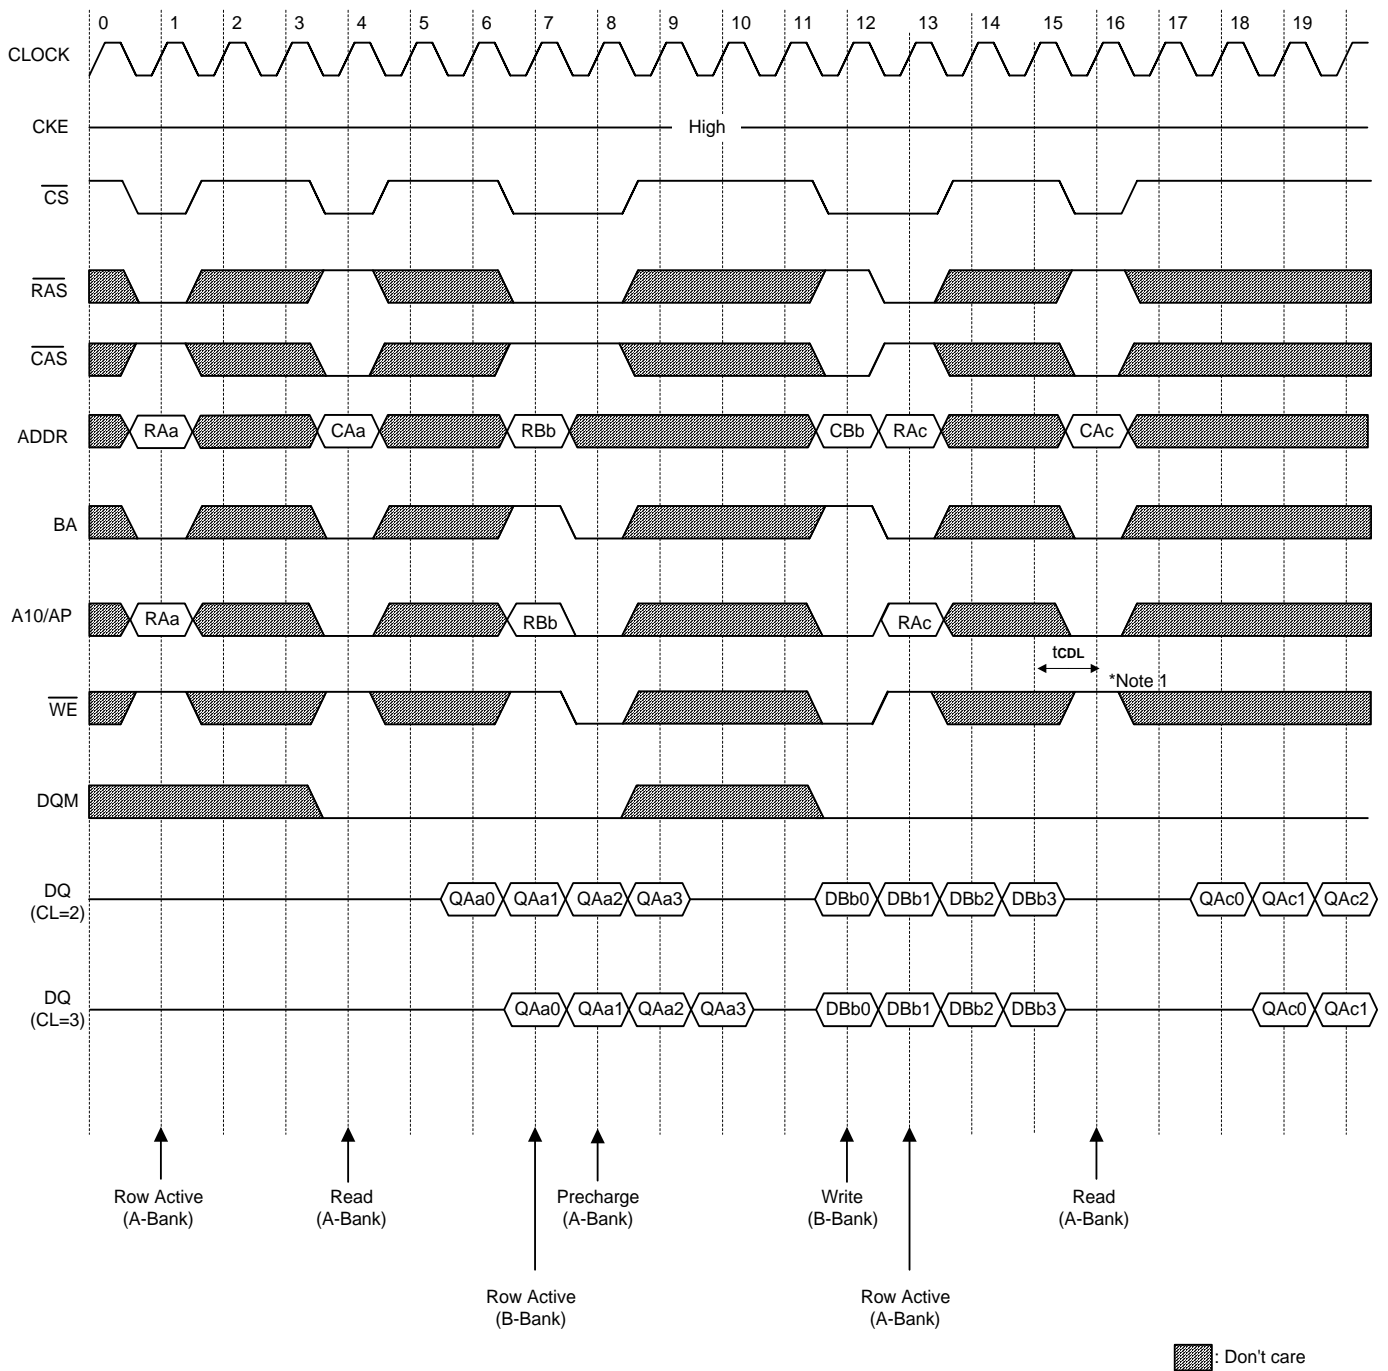 0 1 2 3 4 5 6 7 8 9 10 11 12 13 14 15 16 17 18 19
CLOCK
CKE High
CS
RAS
CAS
ADDR RAa CAa RBb CBb RAc CAc
BA
A10/AP RAa RBb RAc
tCDL
*Note 1
WE
DQM
DQ
(CL=2)
QAa0 QAa1 QAa2 QAa3 DBb0 DBb1 DBb2 DBb3 QAc0 QAc1 QAc2
DQ
(CL=3)
QAa0 QAa1 QAa2 QAa3 DBb0 DBb1 DBb2 DBb3 QAc0 QAc1
Row Active
(A-Bank)
Read
(A-Bank)
Precharge
(A-Bank)
Write
(B-Bank)
Read
(A-Bank)
Row Active
(B-Bank)
Row Active
(A-Bank)
: Don't care